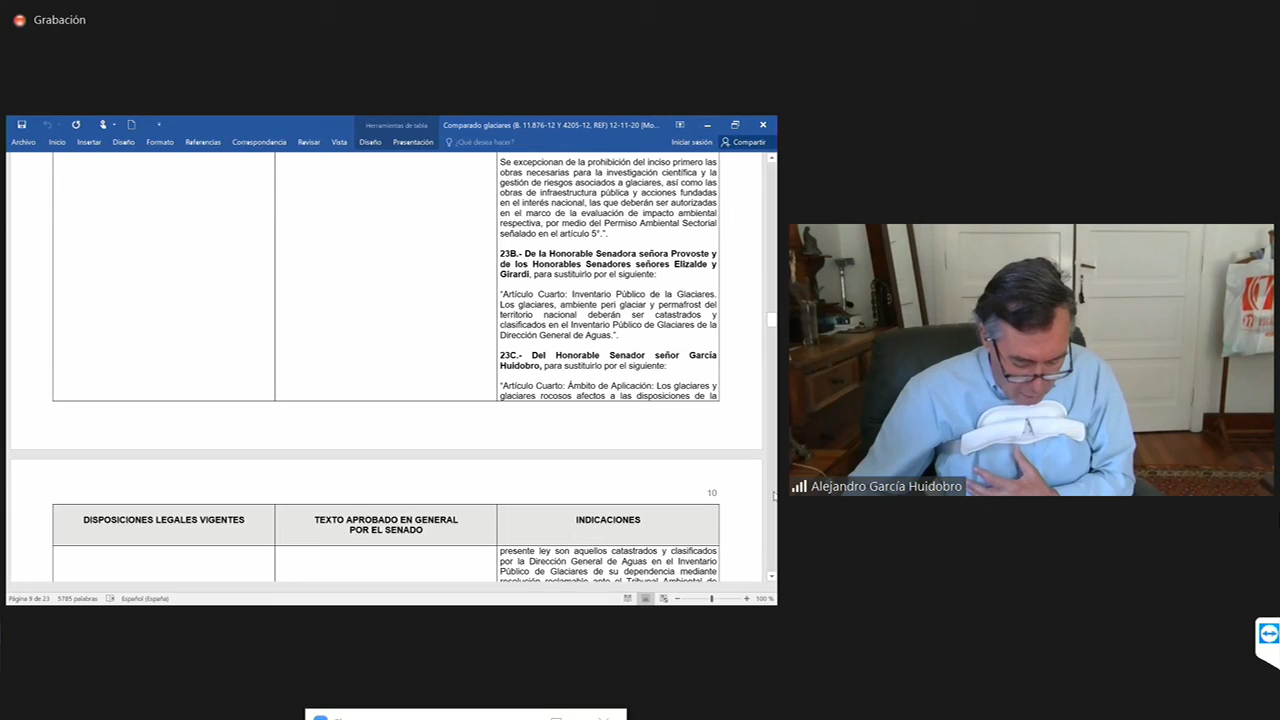 Grabación
Herramientas de tabla
Comparado glaciares (B. 11.876-12 Y 4205-12, REF) 12-11-20 [Mo...
Archivo Inicio Insertar Diseño Formato Referencias Correspondencia Revisar Vista Diseño Presentación ¿Qué desea hacer? Iniciar sesión Compartir
Se excepcionan de la prohibición del inciso primero las
obras necesarias para la investigación científica y la
gestión de riesgos asociados a glaciares, así como las
obras de infraestructura pública y acciones fundadas
en el interés nacional, las que deberán ser autorizadas
en el marco de la evaluación de impacto ambiental
respectiva, por medio del Permiso Ambiental Sectorial
señalado en el artículo 5°.”.
23B.- De la Honorable Senadora señora Provoste y
de los Honorables Senadores señores Elizalde y
Girardi, para sustituirlo por el siguiente:
“Artículo Cuarto: Inventario Público de la Glaciares.
Los glaciares, ambiente peri glaciar y permafrost del
territorio nacional deberán ser catastrados y
clasificados en el Inventario Público de Glaciares de la
Dirección General de Aguas.”.
23C.- Del Honorable Senador señor García
Huidobro, para sustituirlo por el siguiente:
“Artículo Cuarto: Ámbito de Aplicación: Los glaciares y
glaciares rocosos afectos a las disposiciones de la
10
DISPOSICIONES LEGALES VIGENTES
TEXTO APROBADO EN GENERAL
POR EL SENADO
INDICACIONES
presente ley son aquellos catastrados y clasificados
por la Dirección General de Aguas en el Inventario
Público de Glaciares de su dependencia mediante
resolución reclamable ante el Tribunal Ambiental de
Página 9 de 23 5785 palabras Español (España) 100 %
Alejandro García Huidobro